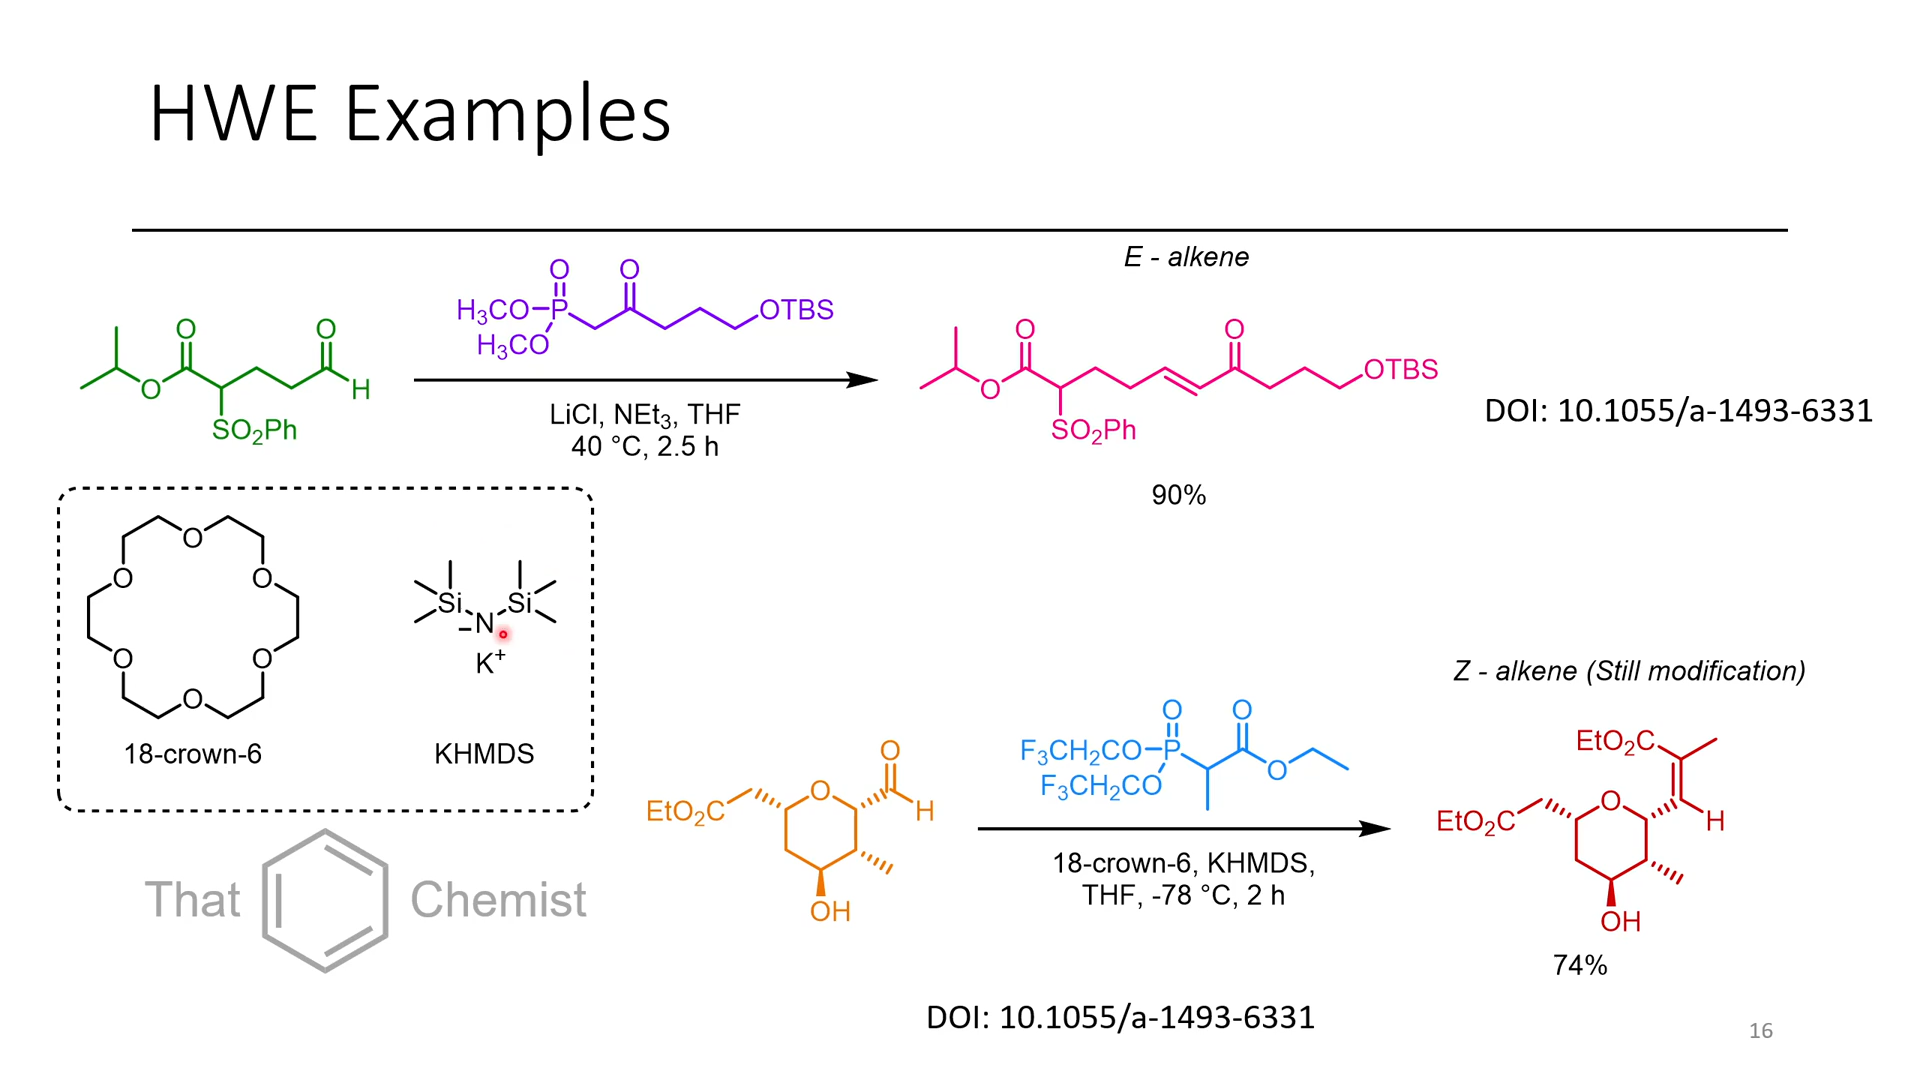 HWE Examples
E - alkene
O O
H3CO P OTBS
H3CO
O O
O H
SO2Ph
LiCl, NEt3, THF
40 °C, 2.5 h
O O
O OTBS
SO2Ph
90%
DOI: 10.1055/a-1493-6331
O
O O
O O
O
18-crown-6
Si Si
–N
K+
KHMDS
That Chemist
O
EtO2C O H
OH
O O
F3CH2CO P O
F3CH2CO
18-crown-6, KHMDS,
THF, -78 °C, 2 h
Z - alkene (Still modification)
EtO2C
EtO2C O H
OH
74%
DOI: 10.1055/a-1493-6331
16